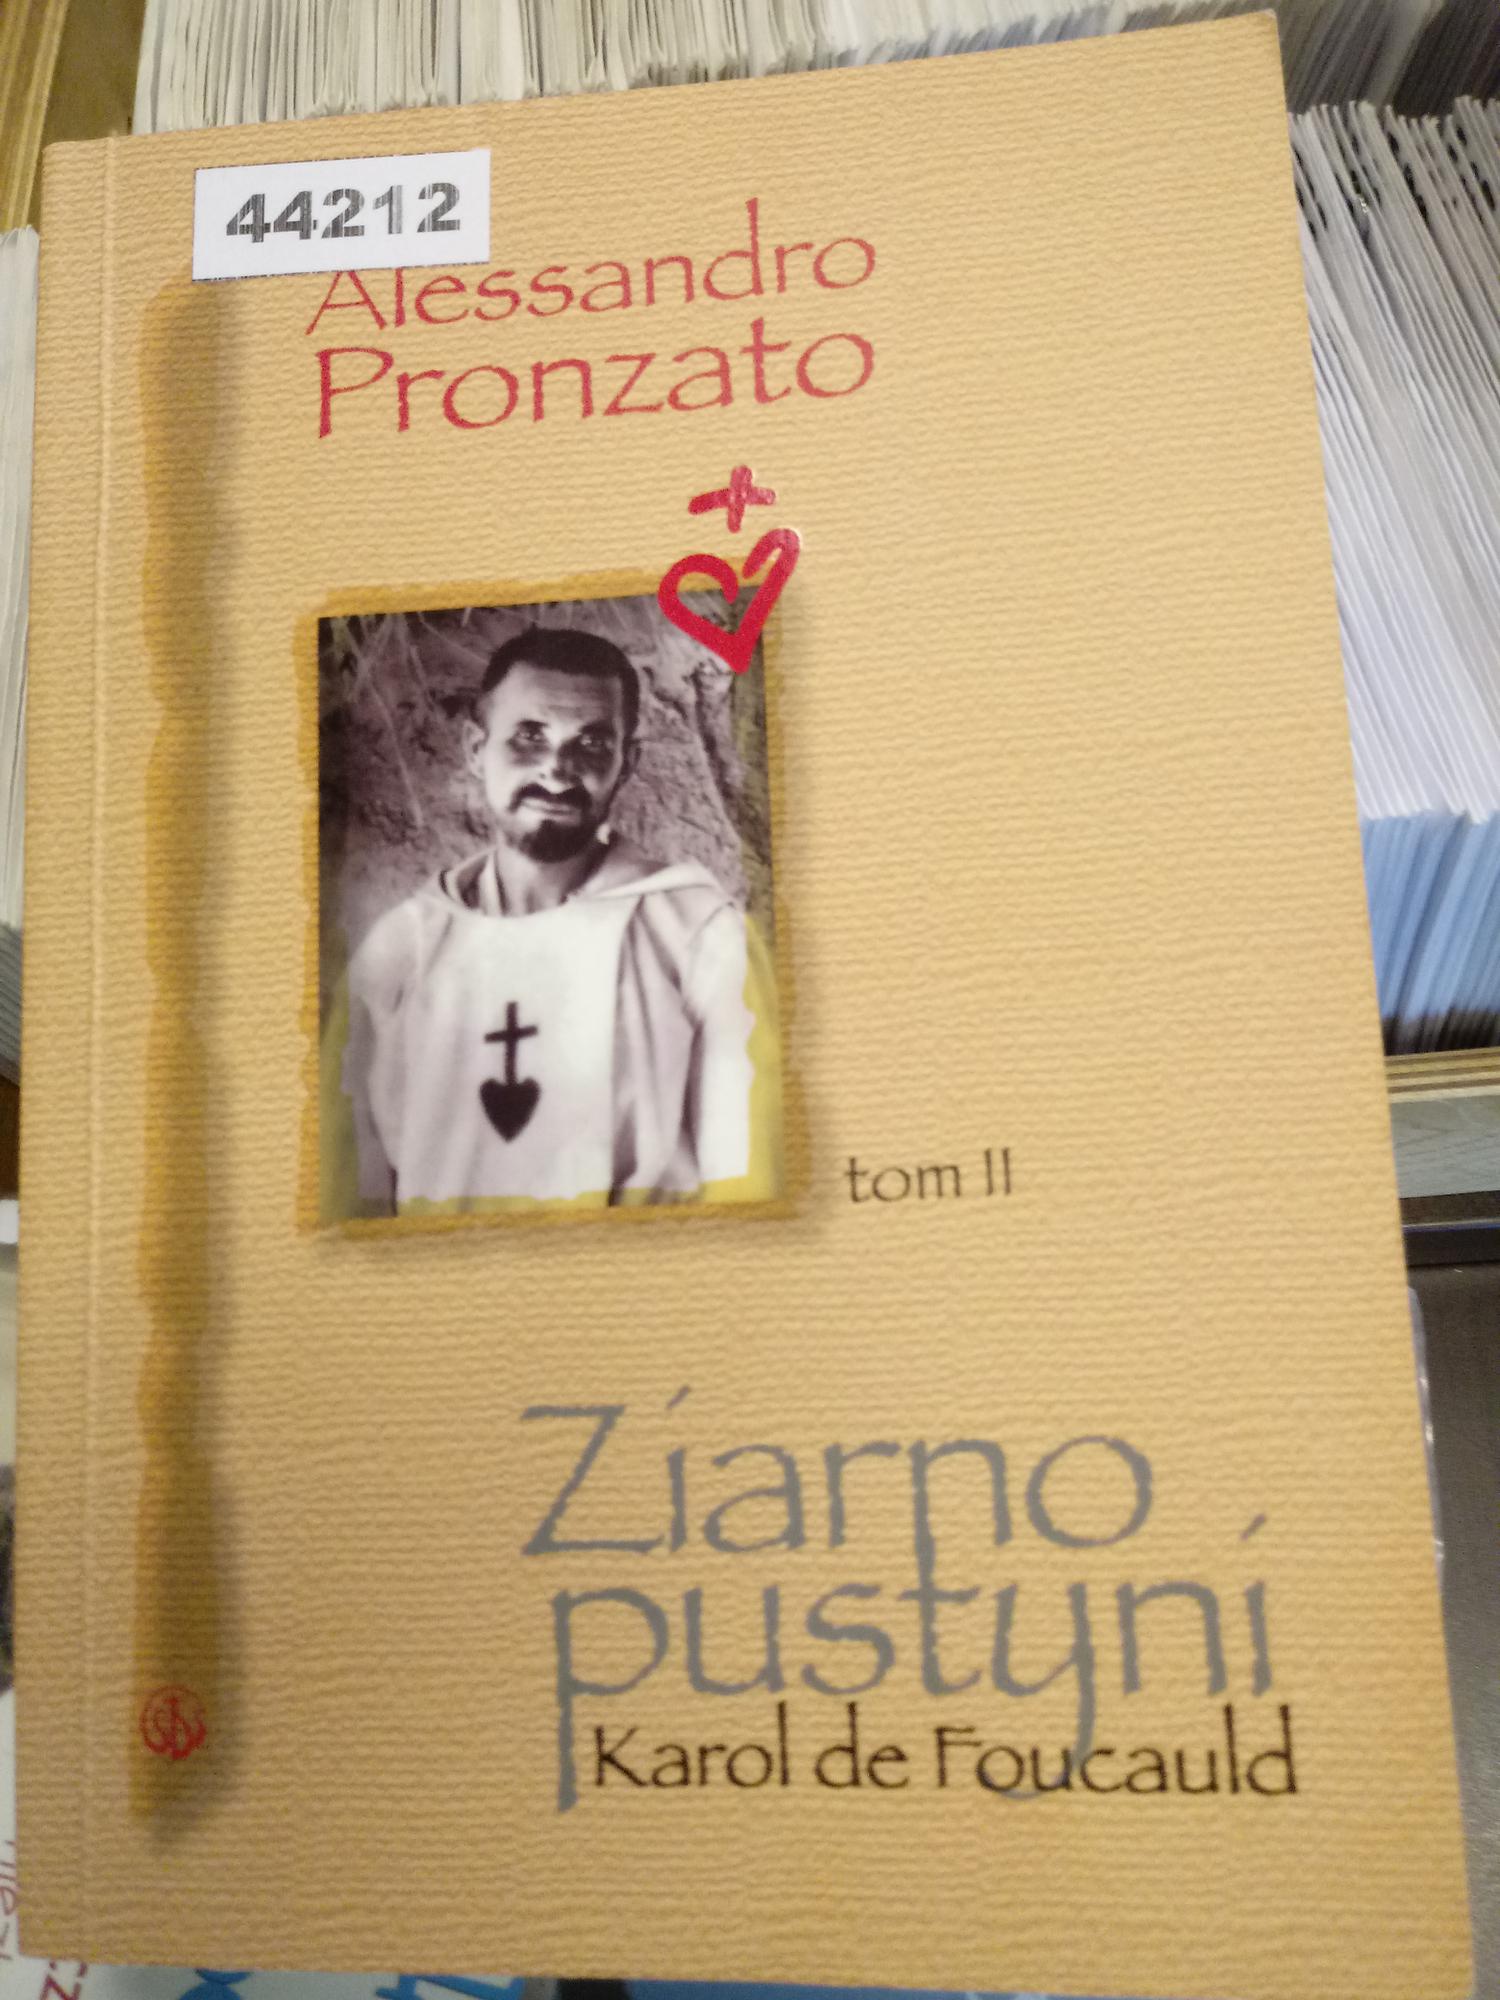 44212
Alessandro
Pronzato
tom II
Ziarno
pustyni
Karol de Foucauld